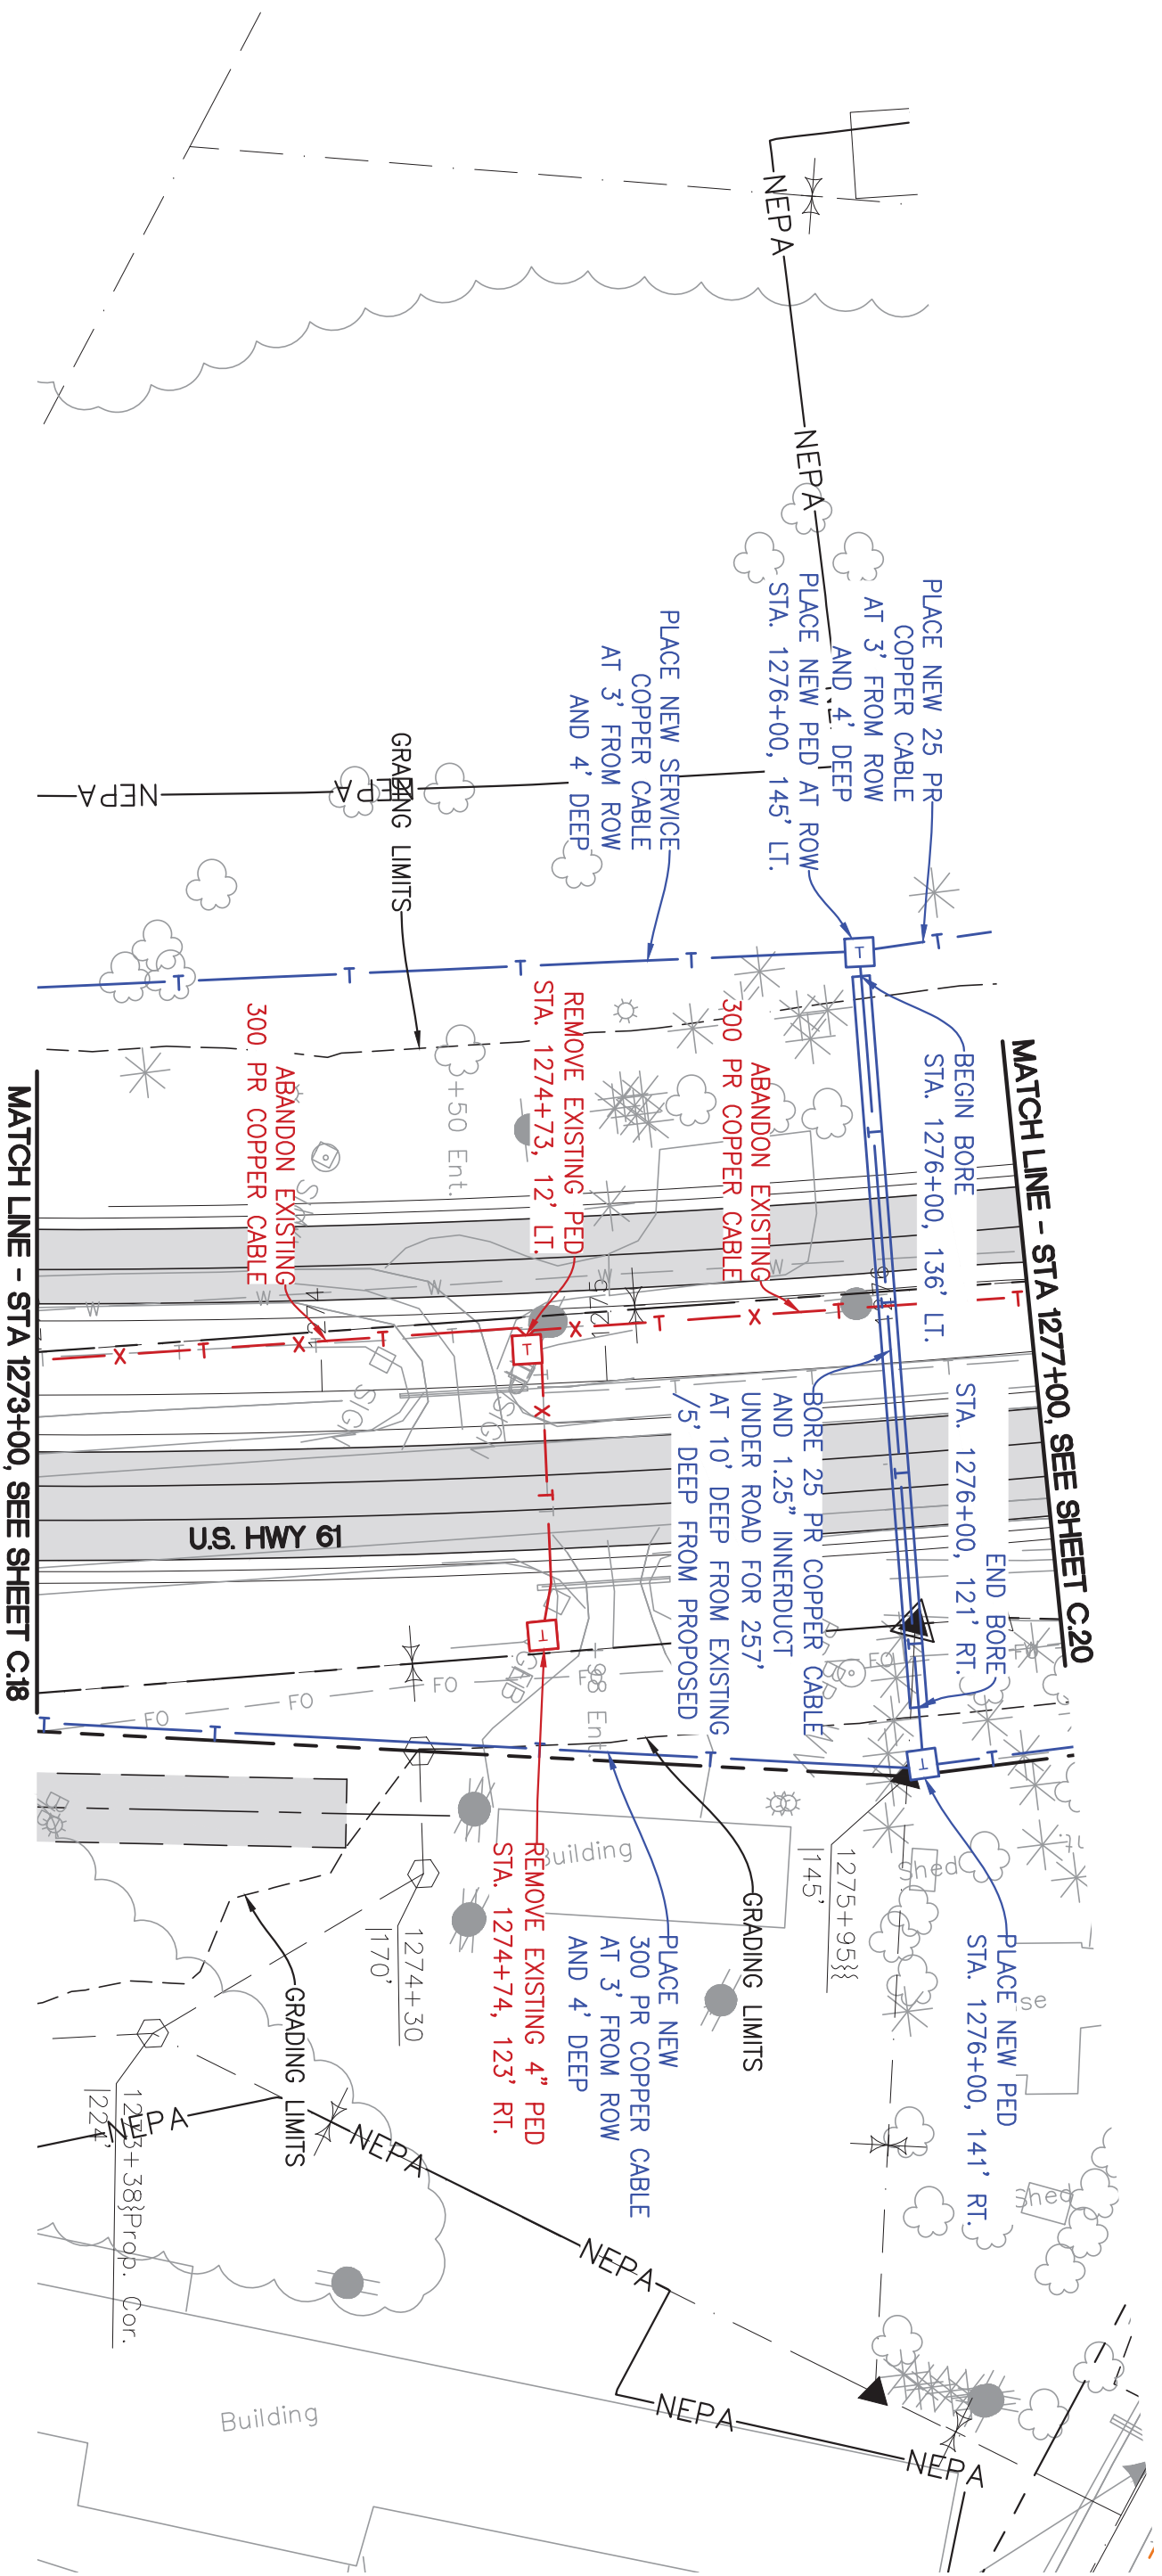 MATCH LINE - STA 1277+00, SEE SHEET C.20
MATCH LINE - STA 1273+00, SEE SHEET C.18
PLACE NEW 25 PR
COPPER CABLE
AT 3' FROM ROW
AND 4' DEEP
PLACE NEW PED AT ROW
STA. 1276+00, 145' LT.
PLACE NEW SERVICE
COPPER CABLE
AT 3' FROM ROW
AND 4' DEEP
GRADING LIMITS
BEGIN BORE
STA. 1276+00, 136' LT.
ABANDON EXISTING
300 PR COPPER CABLE
REMOVE EXISTING PED
STA. 1274+73, 12' LT.
ABANDON EXISTING
300 PR COPPER CABLE
+50 Ent.
END BORE
STA. 1276+00, 121' RT.
BORE 25 PR COPPER CABLE
AND 1.25" INNERDUCT
UNDER ROAD FOR 257'
AT 10' DEEP FROM EXISTING
/5' DEEP FROM PROPOSED
U.S. HWY 61
PLACE NEW PED
STA. 1276+00, 141' RT.
1275+95}}
145'
GRADING LIMITS
PLACE NEW
300 PR COPPER CABLE
AT 3' FROM ROW
AND 4' DEEP
REMOVE EXISTING 4" PED
STA. 1274+74, 123' RT.
1274+30
170'
GRADING LIMITS
1273+38}Prop. Cor.
224'
NEPA
NEPA
NEPA
NEPA
NEPA
NEPA
NEPA
NEPA
NEPA
Building
Building
Shed
Shed
SIGN
SIGN
FO
FO
FO
FO
FO
W
W
W
W
W
T
T
T
T
T
T
T
T
T
T
X
X
X
X
X